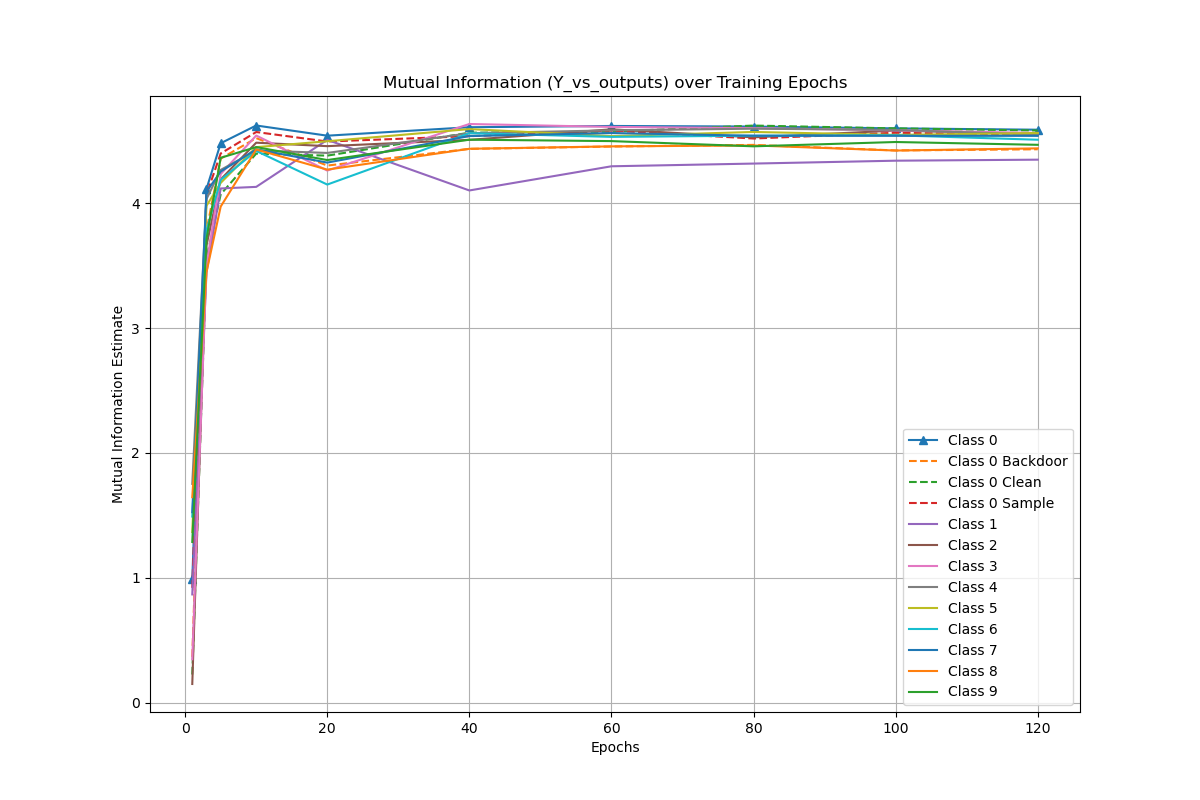 Mutual Information (Y_vs_outputs) over Training Epochs
Mutual Information Estimate
4
3
2
1
0
0 20 40 60 80 100 120
Epochs
Class 0
Class 0 Backdoor
Class 0 Clean
Class 0 Sample
Class 1
Class 2
Class 3
Class 4
Class 5
Class 6
Class 7
Class 8
Class 9